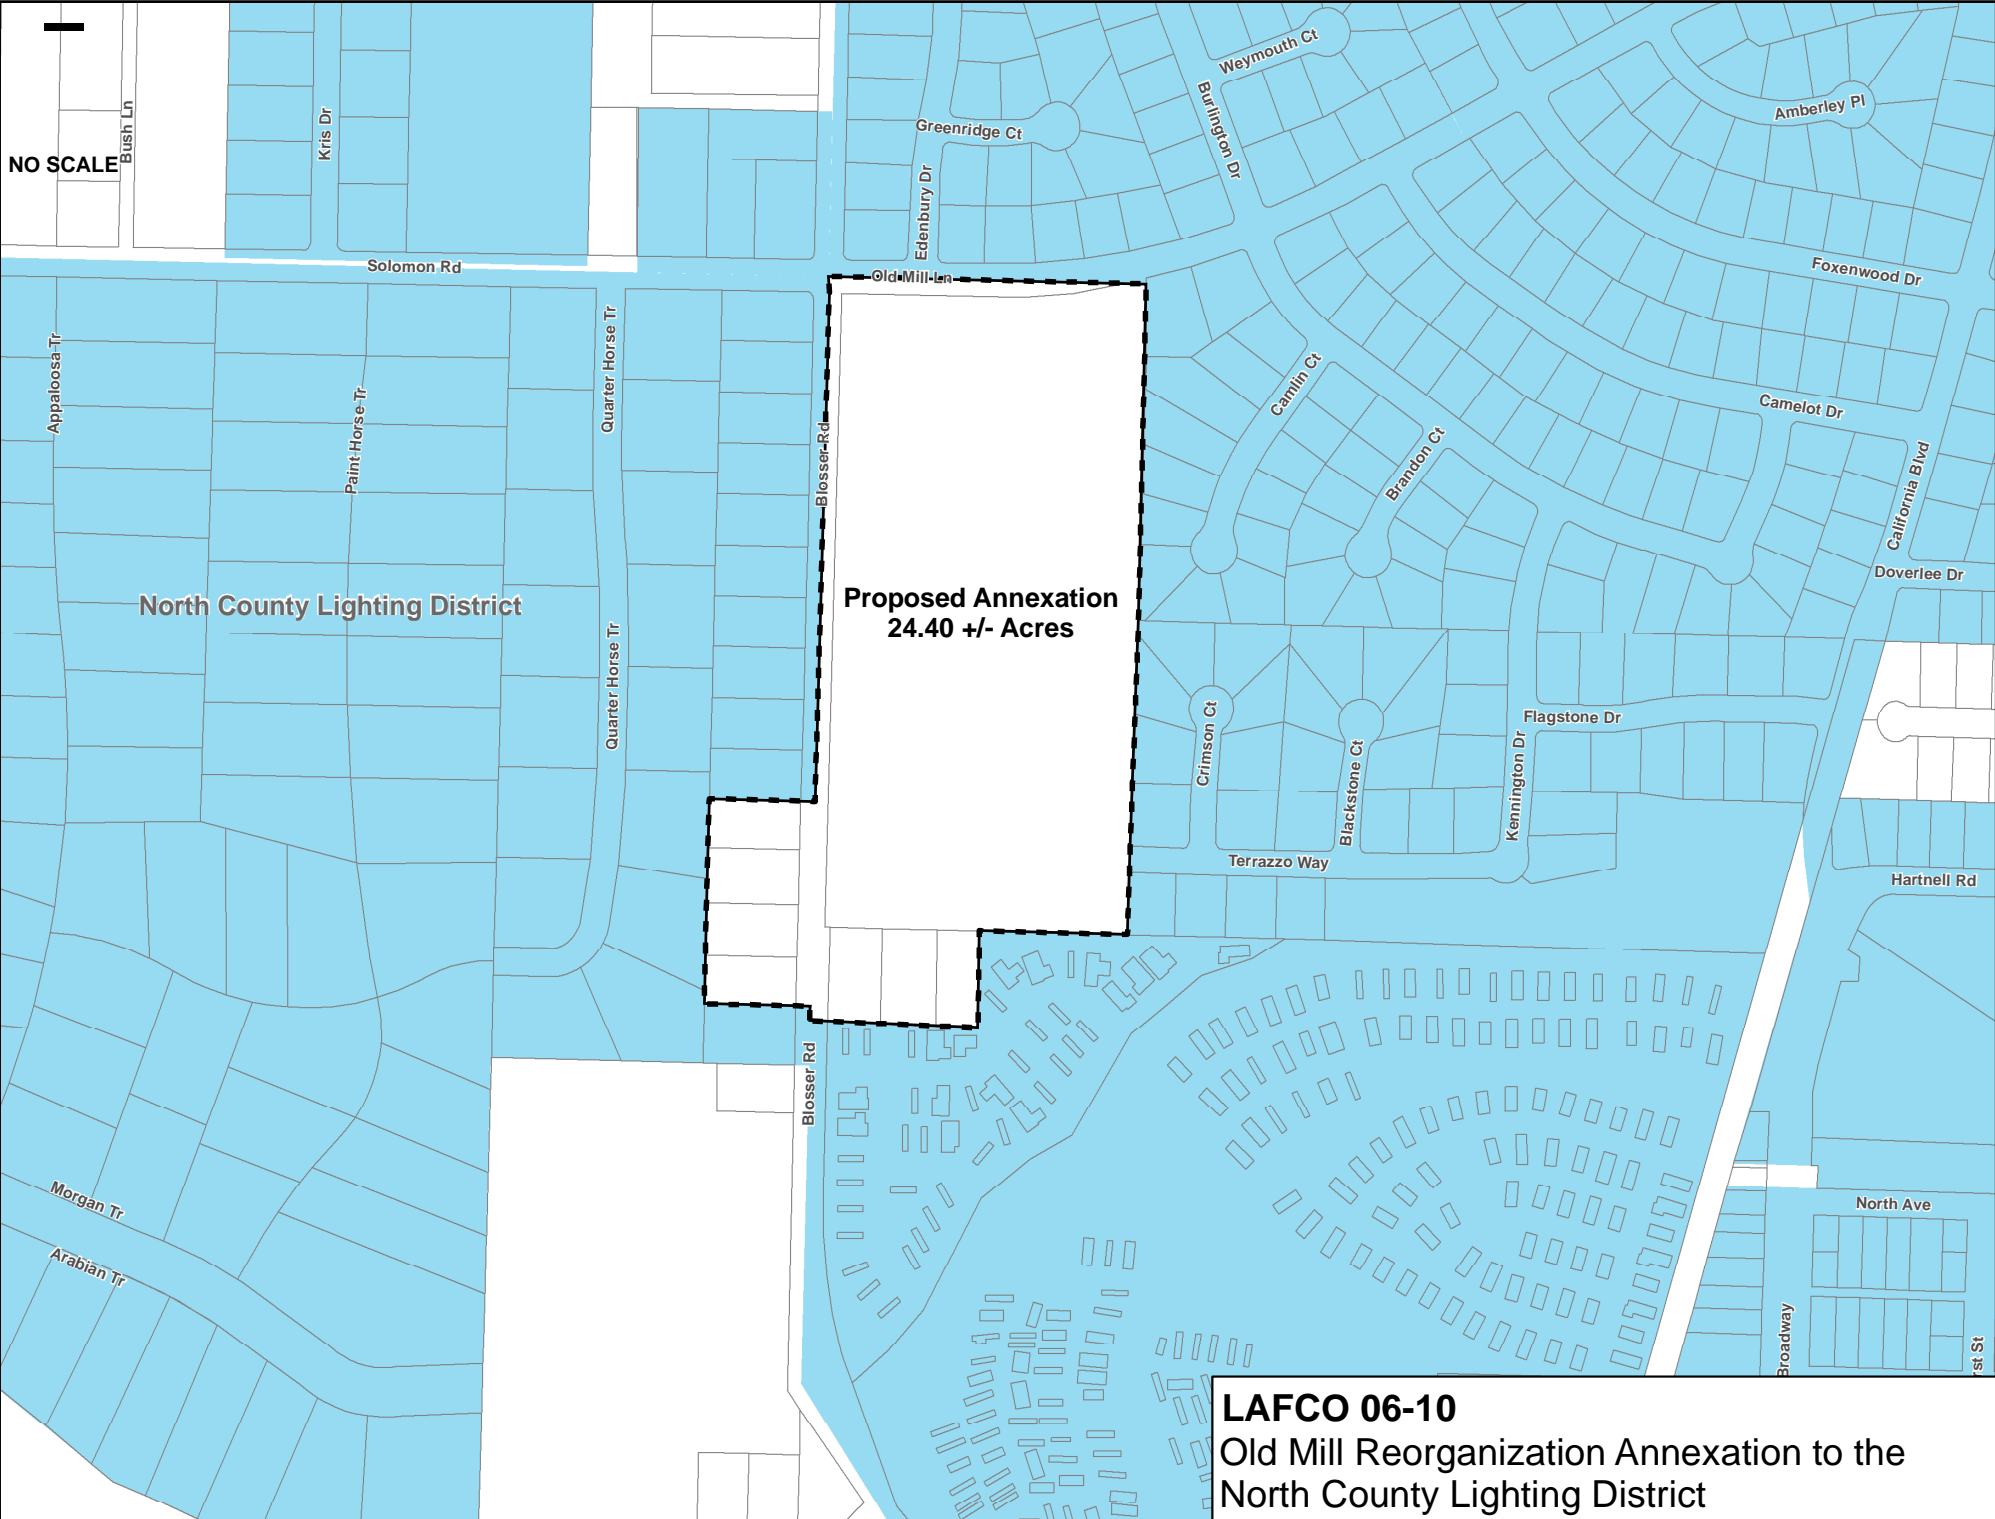 Weymouth Ct
Amberley Pl
Burlington Dr
Bush Ln
Kris Dr
Greenridge Ct
NO SCALE
Edenbury Dr
Solomon Rd
Old Mill Ln
Foxenwood Dr
Appaloosa Tr
Quarter Horse Tr
Paint Horse Tr
Blosser Rd
Camlin Ct
Camelot Dr
Brandon Ct
California Blvd
Doverlee Dr
North County Lighting District
Proposed Annexation
24.40 +/- Acres
Quarter Horse Tr
Crimson Ct
Flagstone Dr
Blackstone Ct
Kennington Dr
Terrazzo Way
Hartnell Rd
Blosser Rd
Morgan Tr
North Ave
Arabian Tr
Broadway
rst St
LAFCO 06-10
Old Mill Reorganization Annexation to the
North County Lighting District